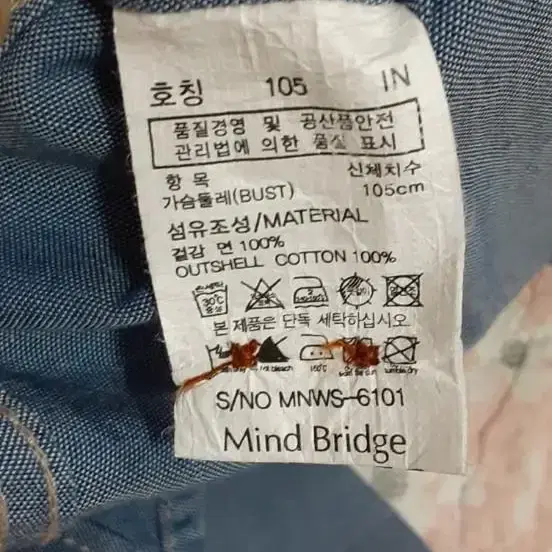 호칭 105 IN
품질경영 및 공산품안전
관리법에 의한 품질 표시
항 목 신체치수
가슴둘레(BUST) 105cm
섬유조성/MATERIAL
겉감 면 100%
OUTSHELL COTTON 100%
30℃
중성
본 제품은 단독 세탁하십시오
S/NO MNWS-6101
Mind Bridge